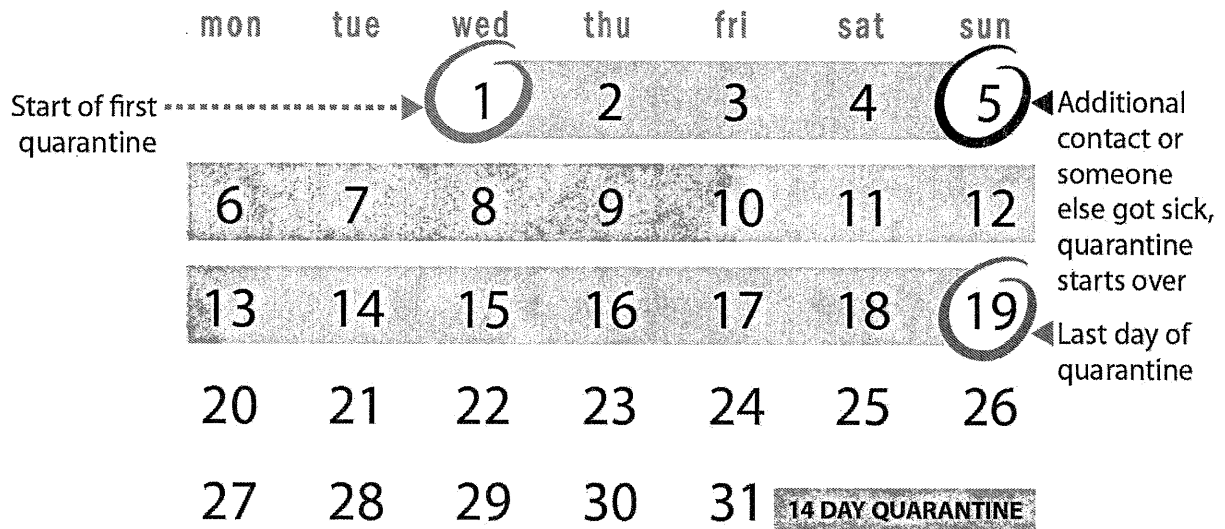 mon tue wed thu fri sat sun
Start of first
quarantine
1 2 3 4 5
Additional
contact or
someone
else got sick,
quarantine
starts over
6 7 8 9 10 11 12
13 14 15 16 17 18 19
Last day of
quarantine
20 21 22 23 24 25 26
27 28 29 30 31
14 DAY QUARANTINE